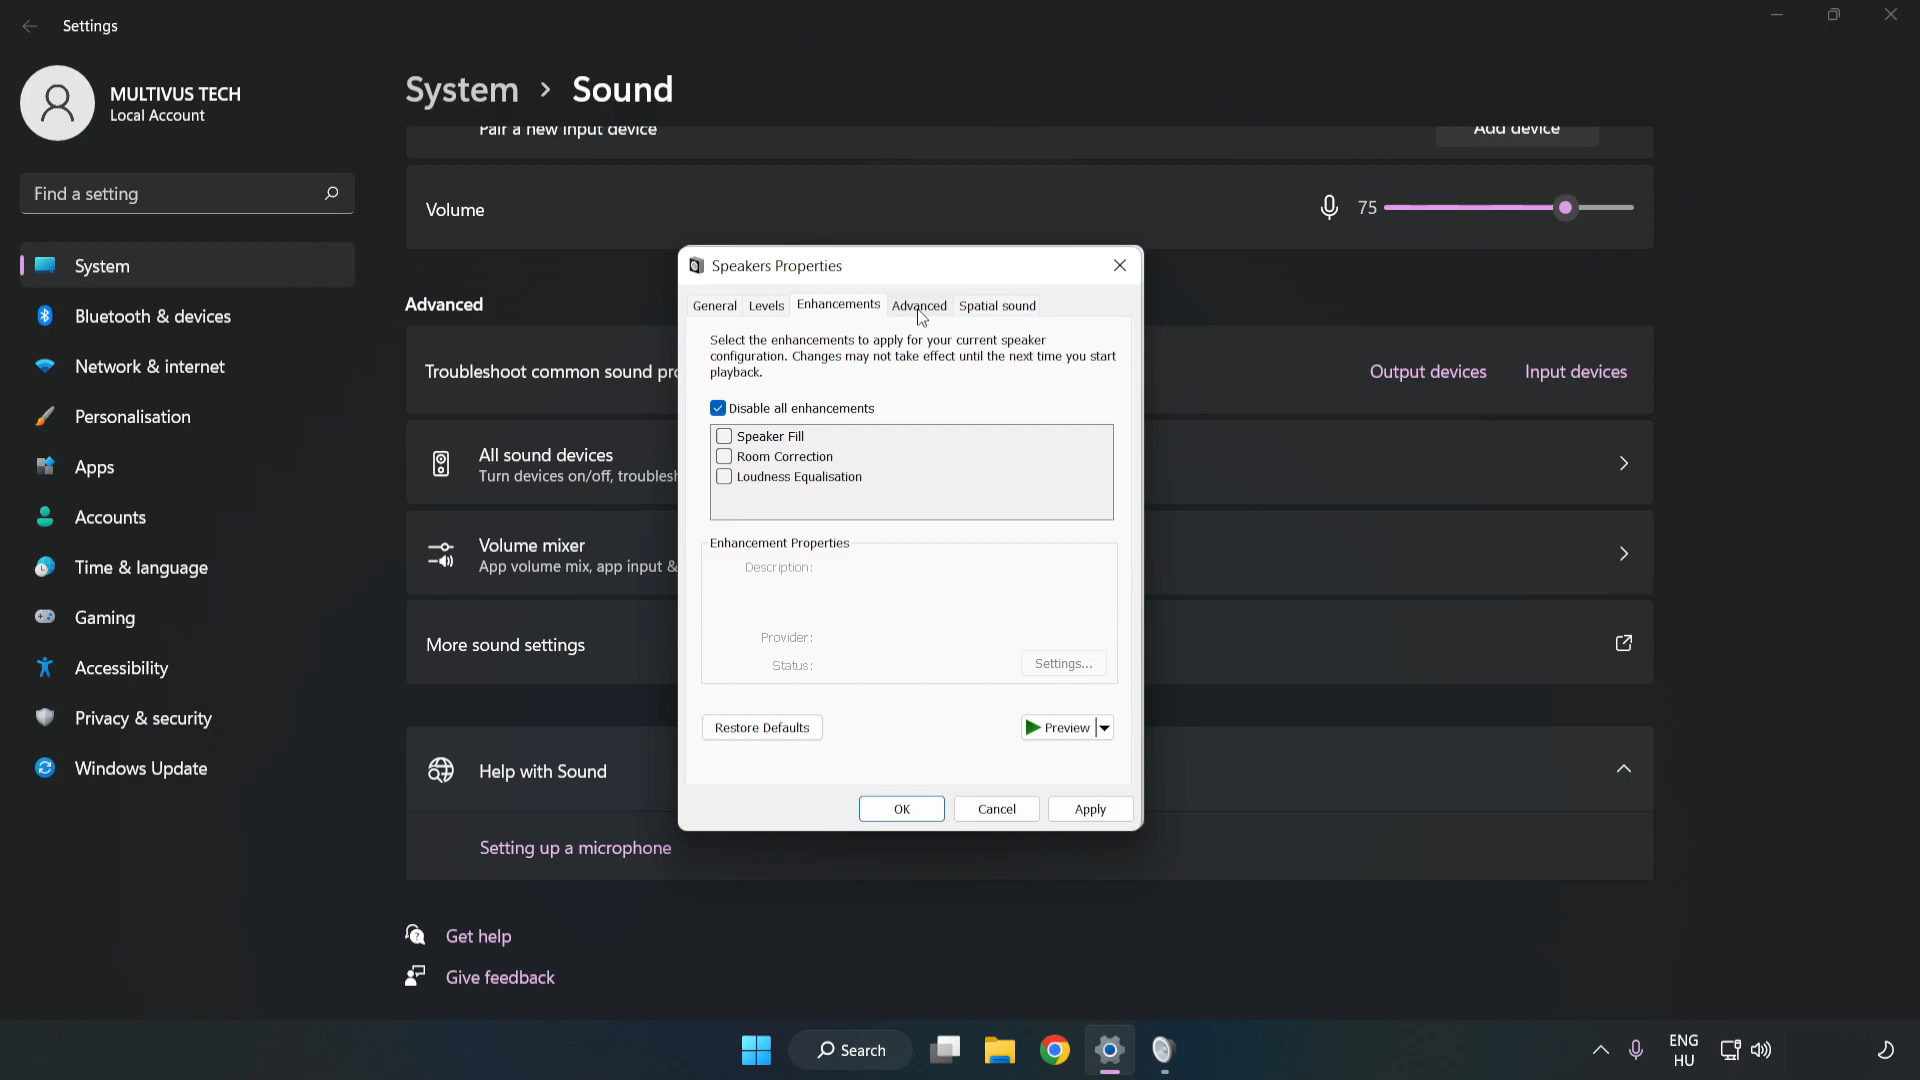 Settings
MULTIVUS TECH
Local Account
Find a setting
System
Bluetooth & devices
Network & internet
Personalisation
Apps
Accounts
Time & language
Gaming
Accessibility
Privacy & security
Windows Update
System › Sound
Pair a new input device
Add device
Volume
75
Advanced
Troubleshoot common sound pro
Output devices
Input devices
All sound devices
Turn devices on/off, troublesh
Volume mixer
App volume mix, app input &
More sound settings
Help with Sound
Setting up a microphone
Get help
Give feedback
Speakers Properties
General Levels Enhancements Advanced Spatial sound
Select the enhancements to apply for your current speaker
configuration. Changes may not take effect until the next time you start
playback.
Disable all enhancements
Speaker Fill
Room Correction
Loudness Equalisation
Enhancement Properties
Description:
Provider:
Status:
Settings...
Restore Defaults
Preview
OK
Cancel
Apply
Search
ENG
HU